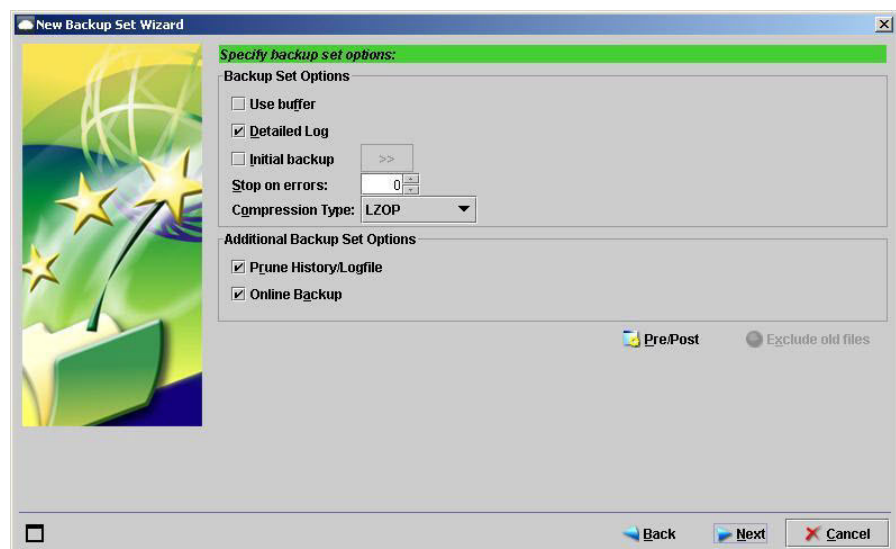 New Backup Set Wizard
Specify backup set options:
Backup Set Options
Use buffer
Detailed Log
Initial backup >>
Stop on errors: 0
Compression Type: LZOP
Additional Backup Set Options
Prune History/Logfile
Online Backup
Pre/Post Exclude old files
Back Next Cancel